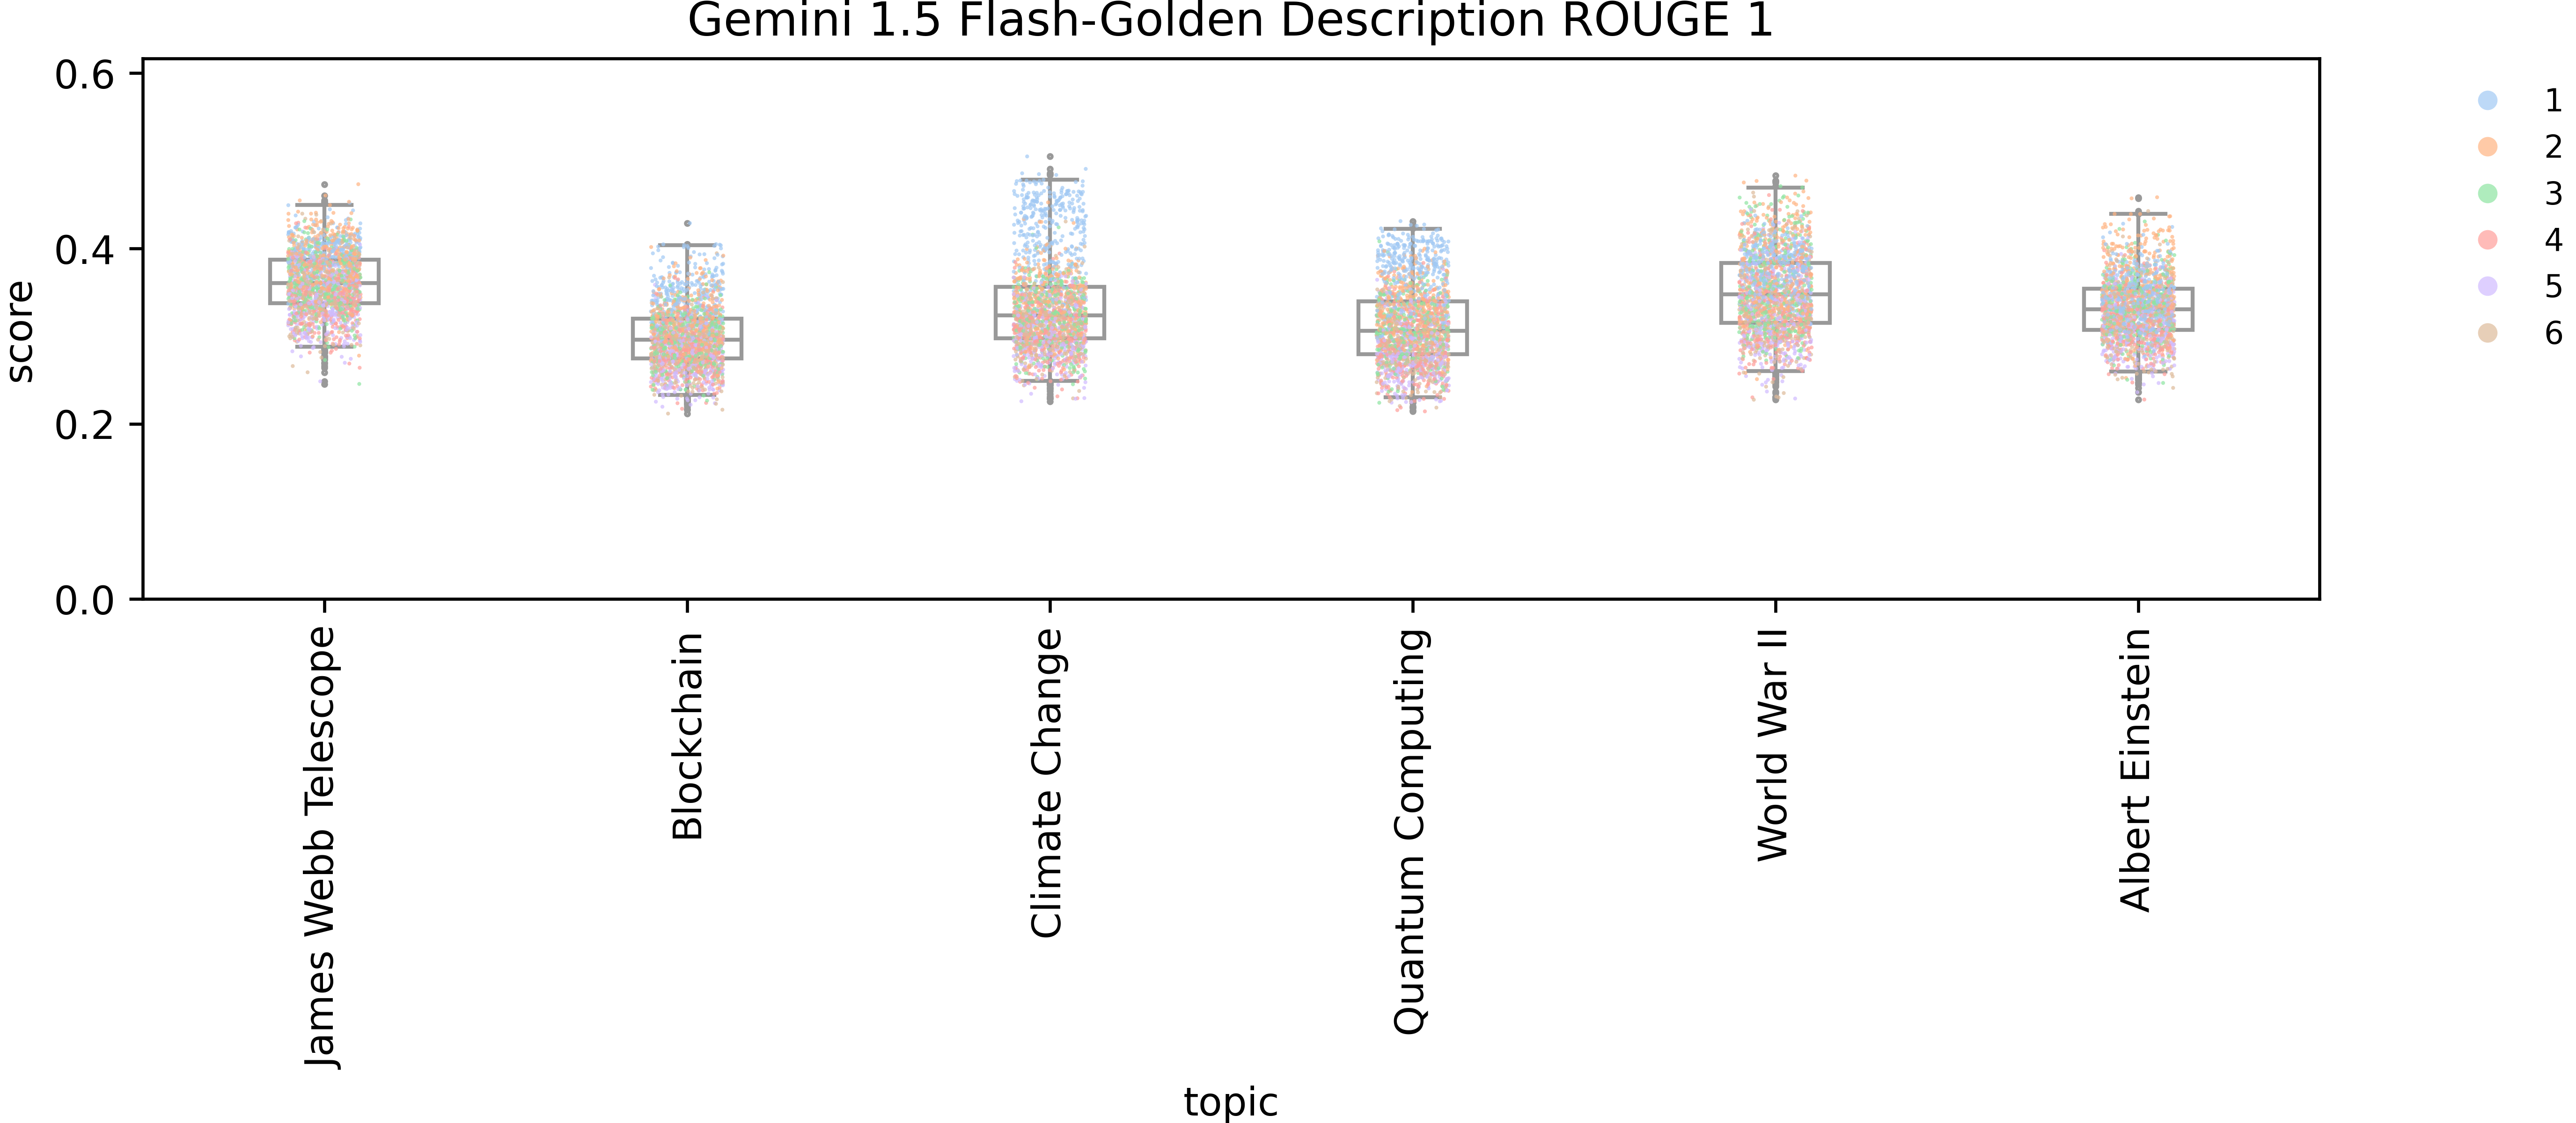 Gemini 1.5 Flash-Golden Description ROUGE 1
score
0.6
0.4
0.2
0.0
1
2
3
4
5
6
James Webb Telescope
Blockchain
Climate Change
Quantum Computing
World War II
Albert Einstein
topic